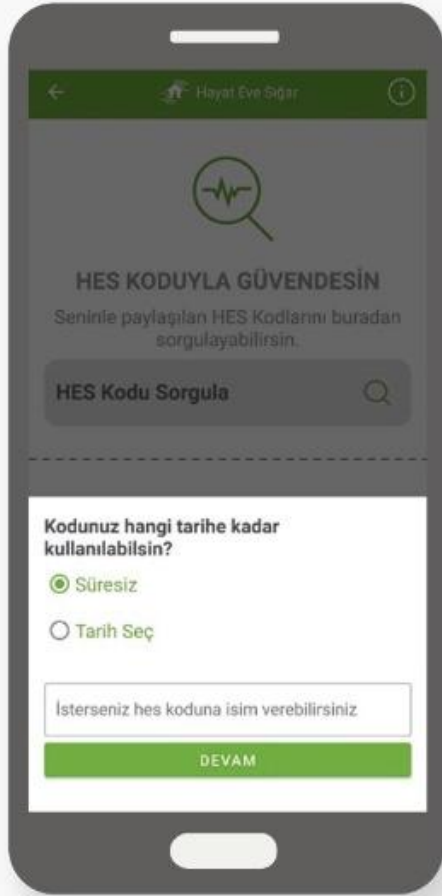 Hayat Eve Sığar
HES KODUYLA GÜVENDESİN
Seninle paylaşılan HES Kodlarını buradan
sorgulayabilirsin.
HES Kodu Sorgula
Kodunuz hangi tarihe kadar
kullanılabilsin?
Süresiz
Tarih Seç
İsterseniz hes koduna isim verebilirsiniz
DEVAM